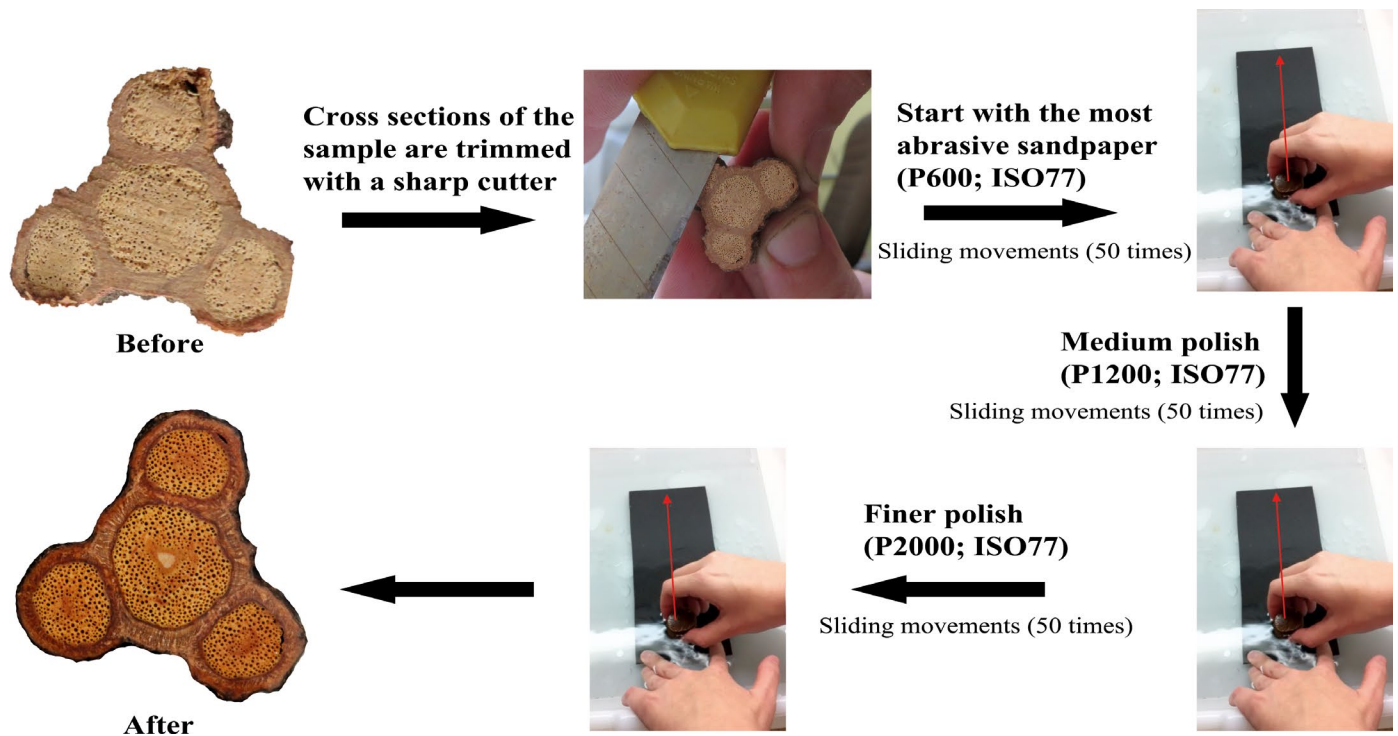 Before
Cross sections of the
sample are trimmed
with a sharp cutter
Start with the most
abrasive sandpaper
(P600; ISO77)
Sliding movements (50 times)
Medium polish
(P1200; ISO77)
Sliding movements (50 times)
Finer polish
(P2000; ISO77)
Sliding movements (50 times)
After